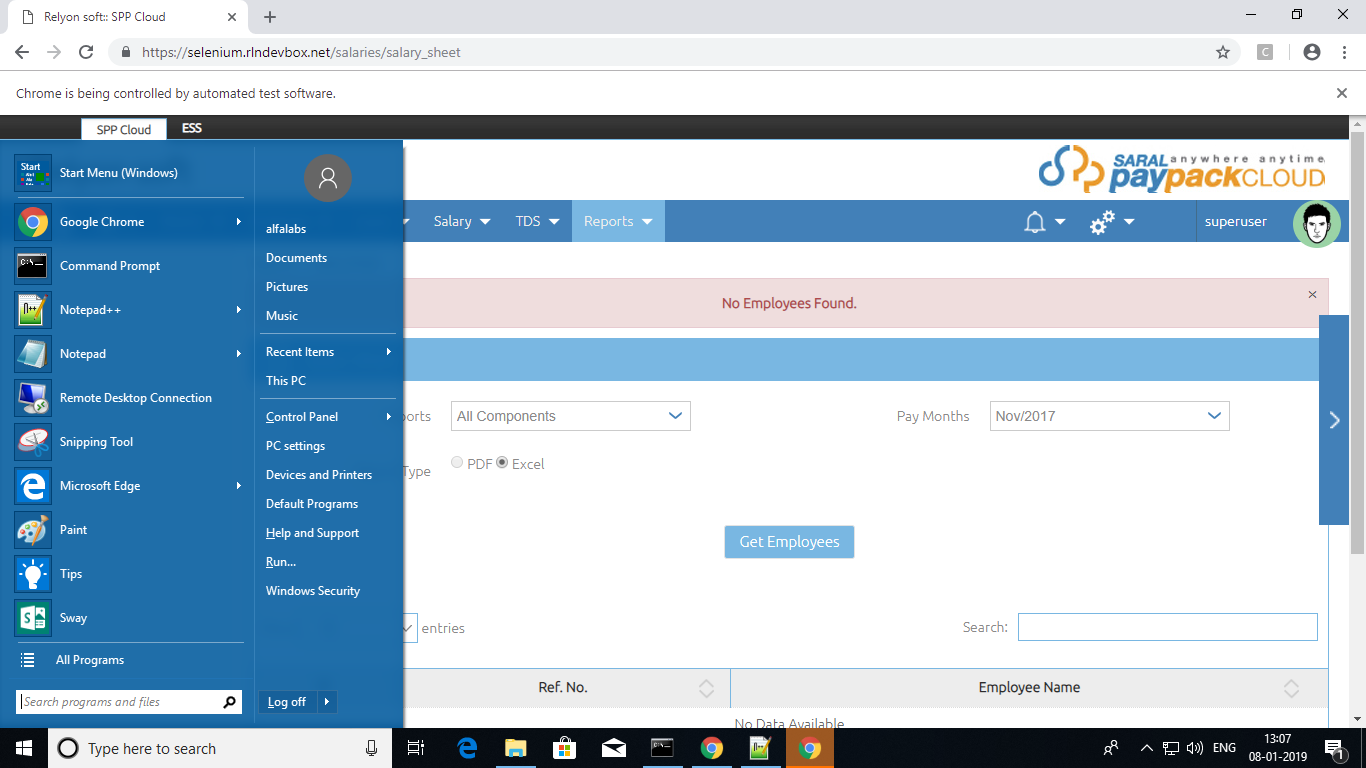 Relyon soft:: SPP Cloud
https://selenium.rlndevbox.net/salaries/salary_sheet
C
Chrome is being controlled by automated test software.
SPP Cloud
ESS
SARAL anywhere anytime
paypackCLOUD
Start
Start Menu (Windows)
Google Chrome
Command Prompt
Notepad++
Notepad
Remote Desktop Connection
Snipping Tool
Microsoft Edge
Paint
Tips
Sway
All Programs
Search programs and files
alfalabs
Documents
Pictures
Music
Recent Items
This PC
Control Panel
PC settings
Devices and Printers
Default Programs
Help and Support
Run...
Windows Security
Log off
Salary
TDS
Reports
superuser
No Employees Found.
×
ports
All Components
Pay Months
Nov/2017
Type
PDF
Excel
Get Employees
entries
Search:
Ref. No.
Employee Name
No Data Available
Type here to search
ENG
13:07
08-01-2019
1